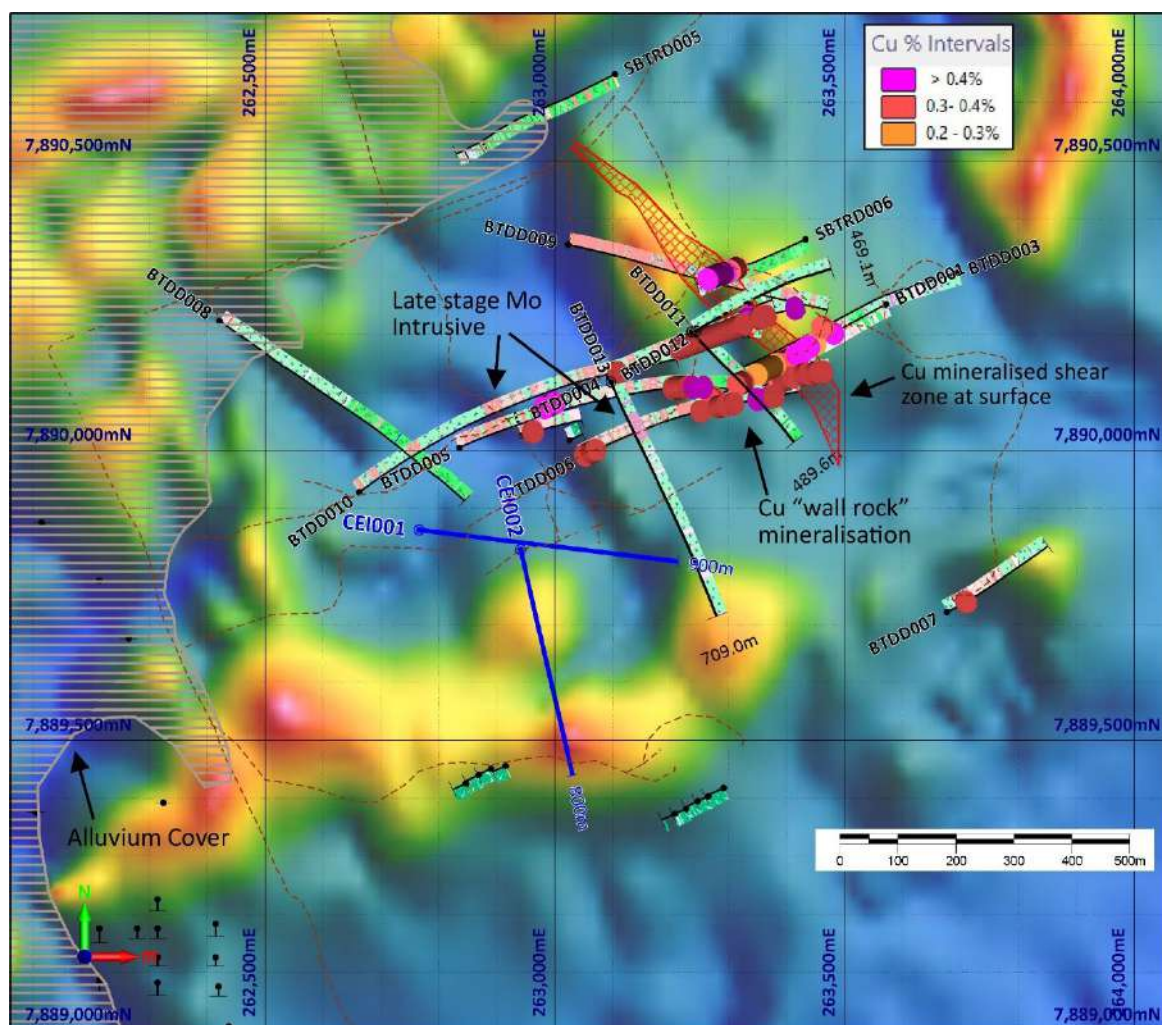 262,500mE
263,000mE
263,500mE
264,000mE
Cu % Intervals
> 0.4%
0.3- 0.4%
0.2 - 0.3%
SBTRD005
7,890,500mN
7,890,500mN
BTDD009
SBTRD006
469.1m
BTDD001
BTDD003
BTDD008
Late stage Mo
Intrusive
BTDD011
BTDD013
BTDD012
BTDD004
Cu mineralised shear
zone at surface
7,890,000mN
7,890,000mN
BTDD005
BTDD006
489.6m
BTDD010
CEI001
CEI002
Cu "wall rock"
mineralisation
900m
BTDD007
709.0m
7,889,500mN
7,889,500mN
800m
Alluvium Cover
0 100 200 300 400 500m
N
262,500mE
263,000mE
263,500mE
264,000mE
7,889,000mN
7,889,000mN